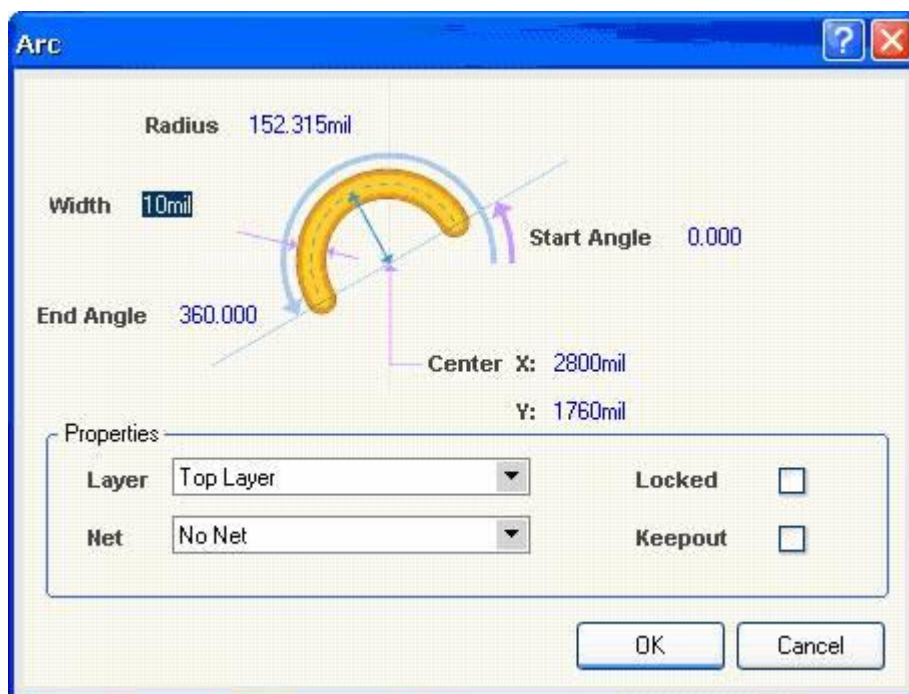 Arc
Radius 152.315mil
Width 10mil
Start Angle 0.000
End Angle 360.000
Center X: 2800mil
Y: 1760mil
Properties
Layer Top Layer Locked
Net No Net Keepout
OK Cancel